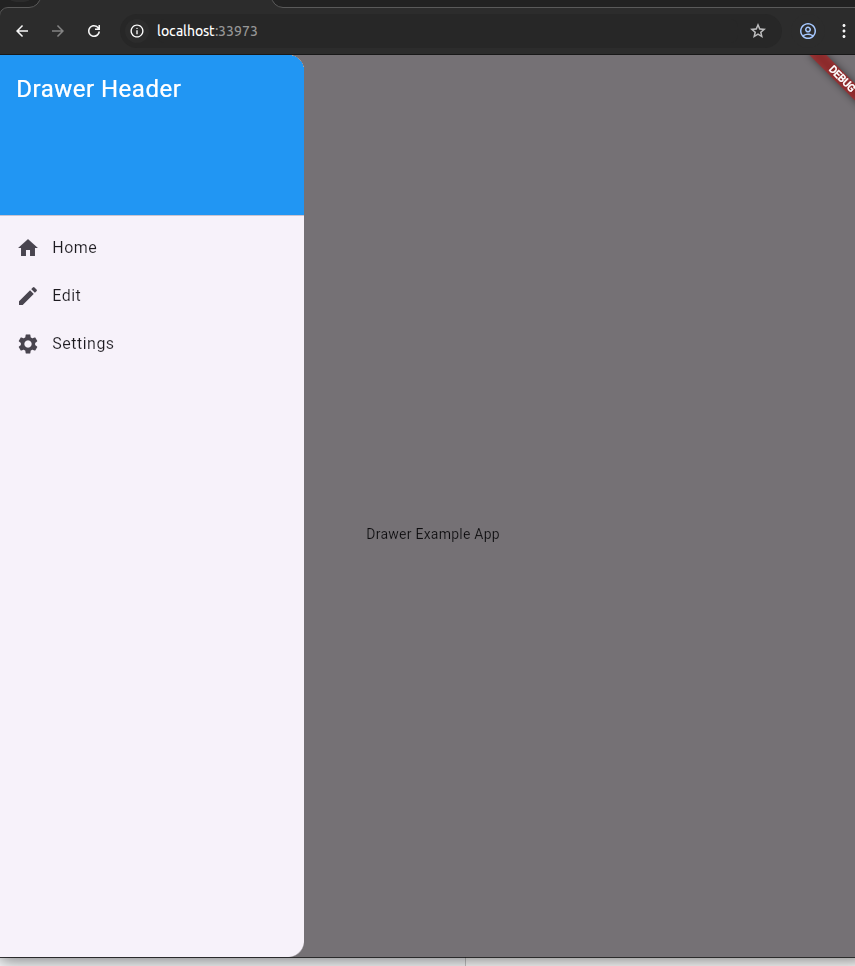 localhost:33973
DEBUG
Drawer Header
Home
Edit
Settings
Drawer Example App